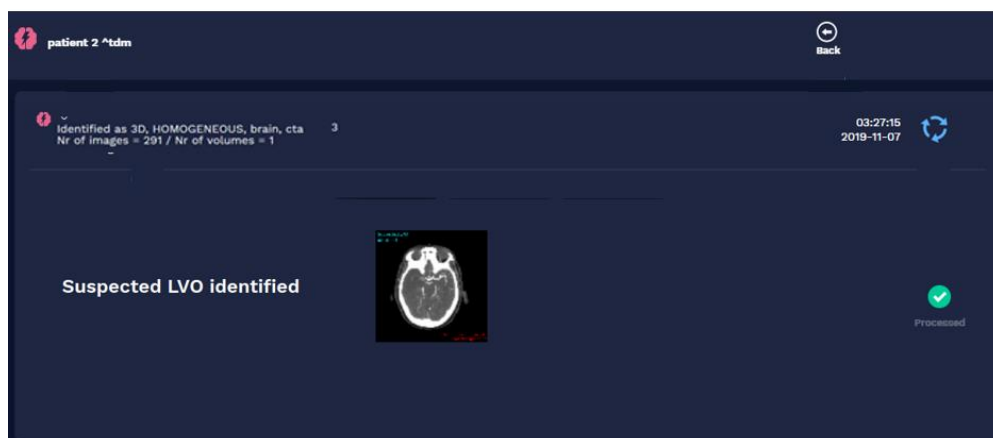 patient 2 ^tdm
Back
Identified as 3D, HOMOGENEOUS, brain, cta
3
Nr of images = 291 / Nr of volumes = 1
03:27:15
2019-11-07
Suspected LVO identified
Processed